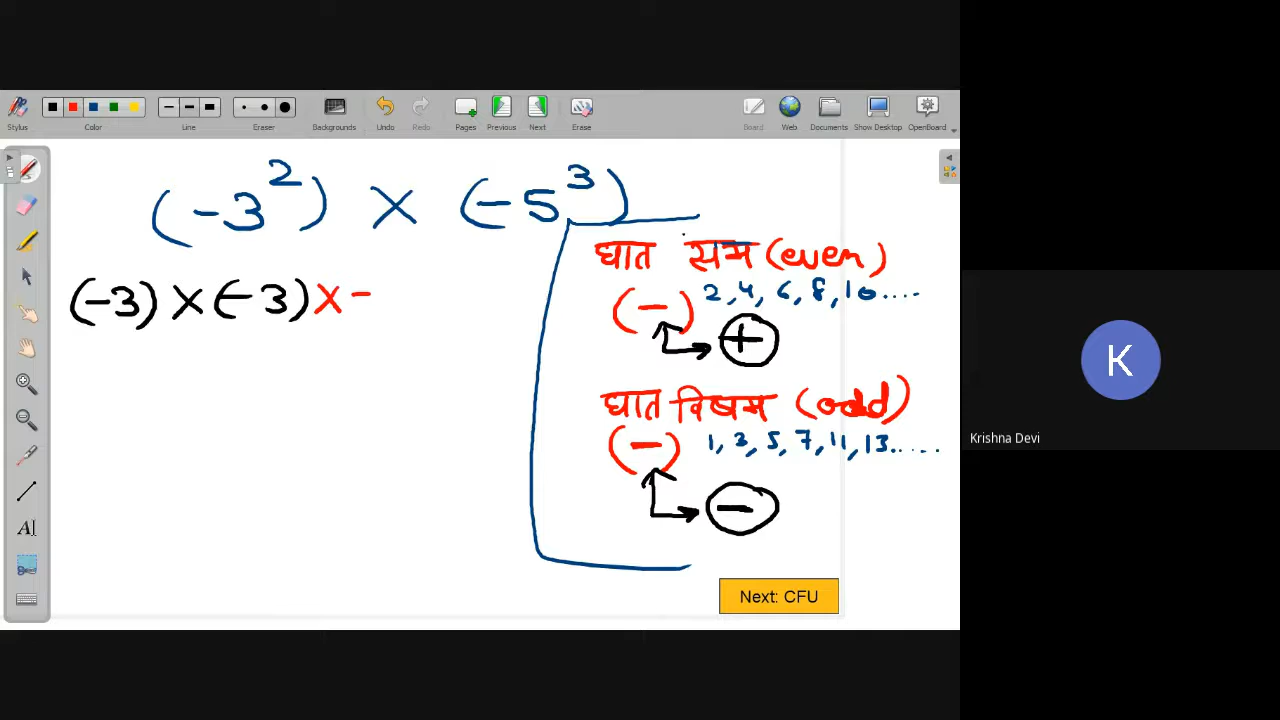 Stylus Color Line Eraser Backgrounds Undo Redo Pages Previous Next Erase Board Web Documents Show Desktop OpenBoard
(-3²) × (-5³)
घात सम (even)
(-) 2, 4, 6, 8, 10....
+
(-3) × (-3) × -
घात विषम (odd)
(-) 1, 3, 5, 7, 11, 13.....
-
Next: CFU
K
Krishna Devi